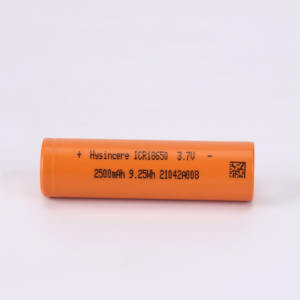 + Hysincere ICR18650 3.7V -
2500mAh 9.25Wh 21042A008